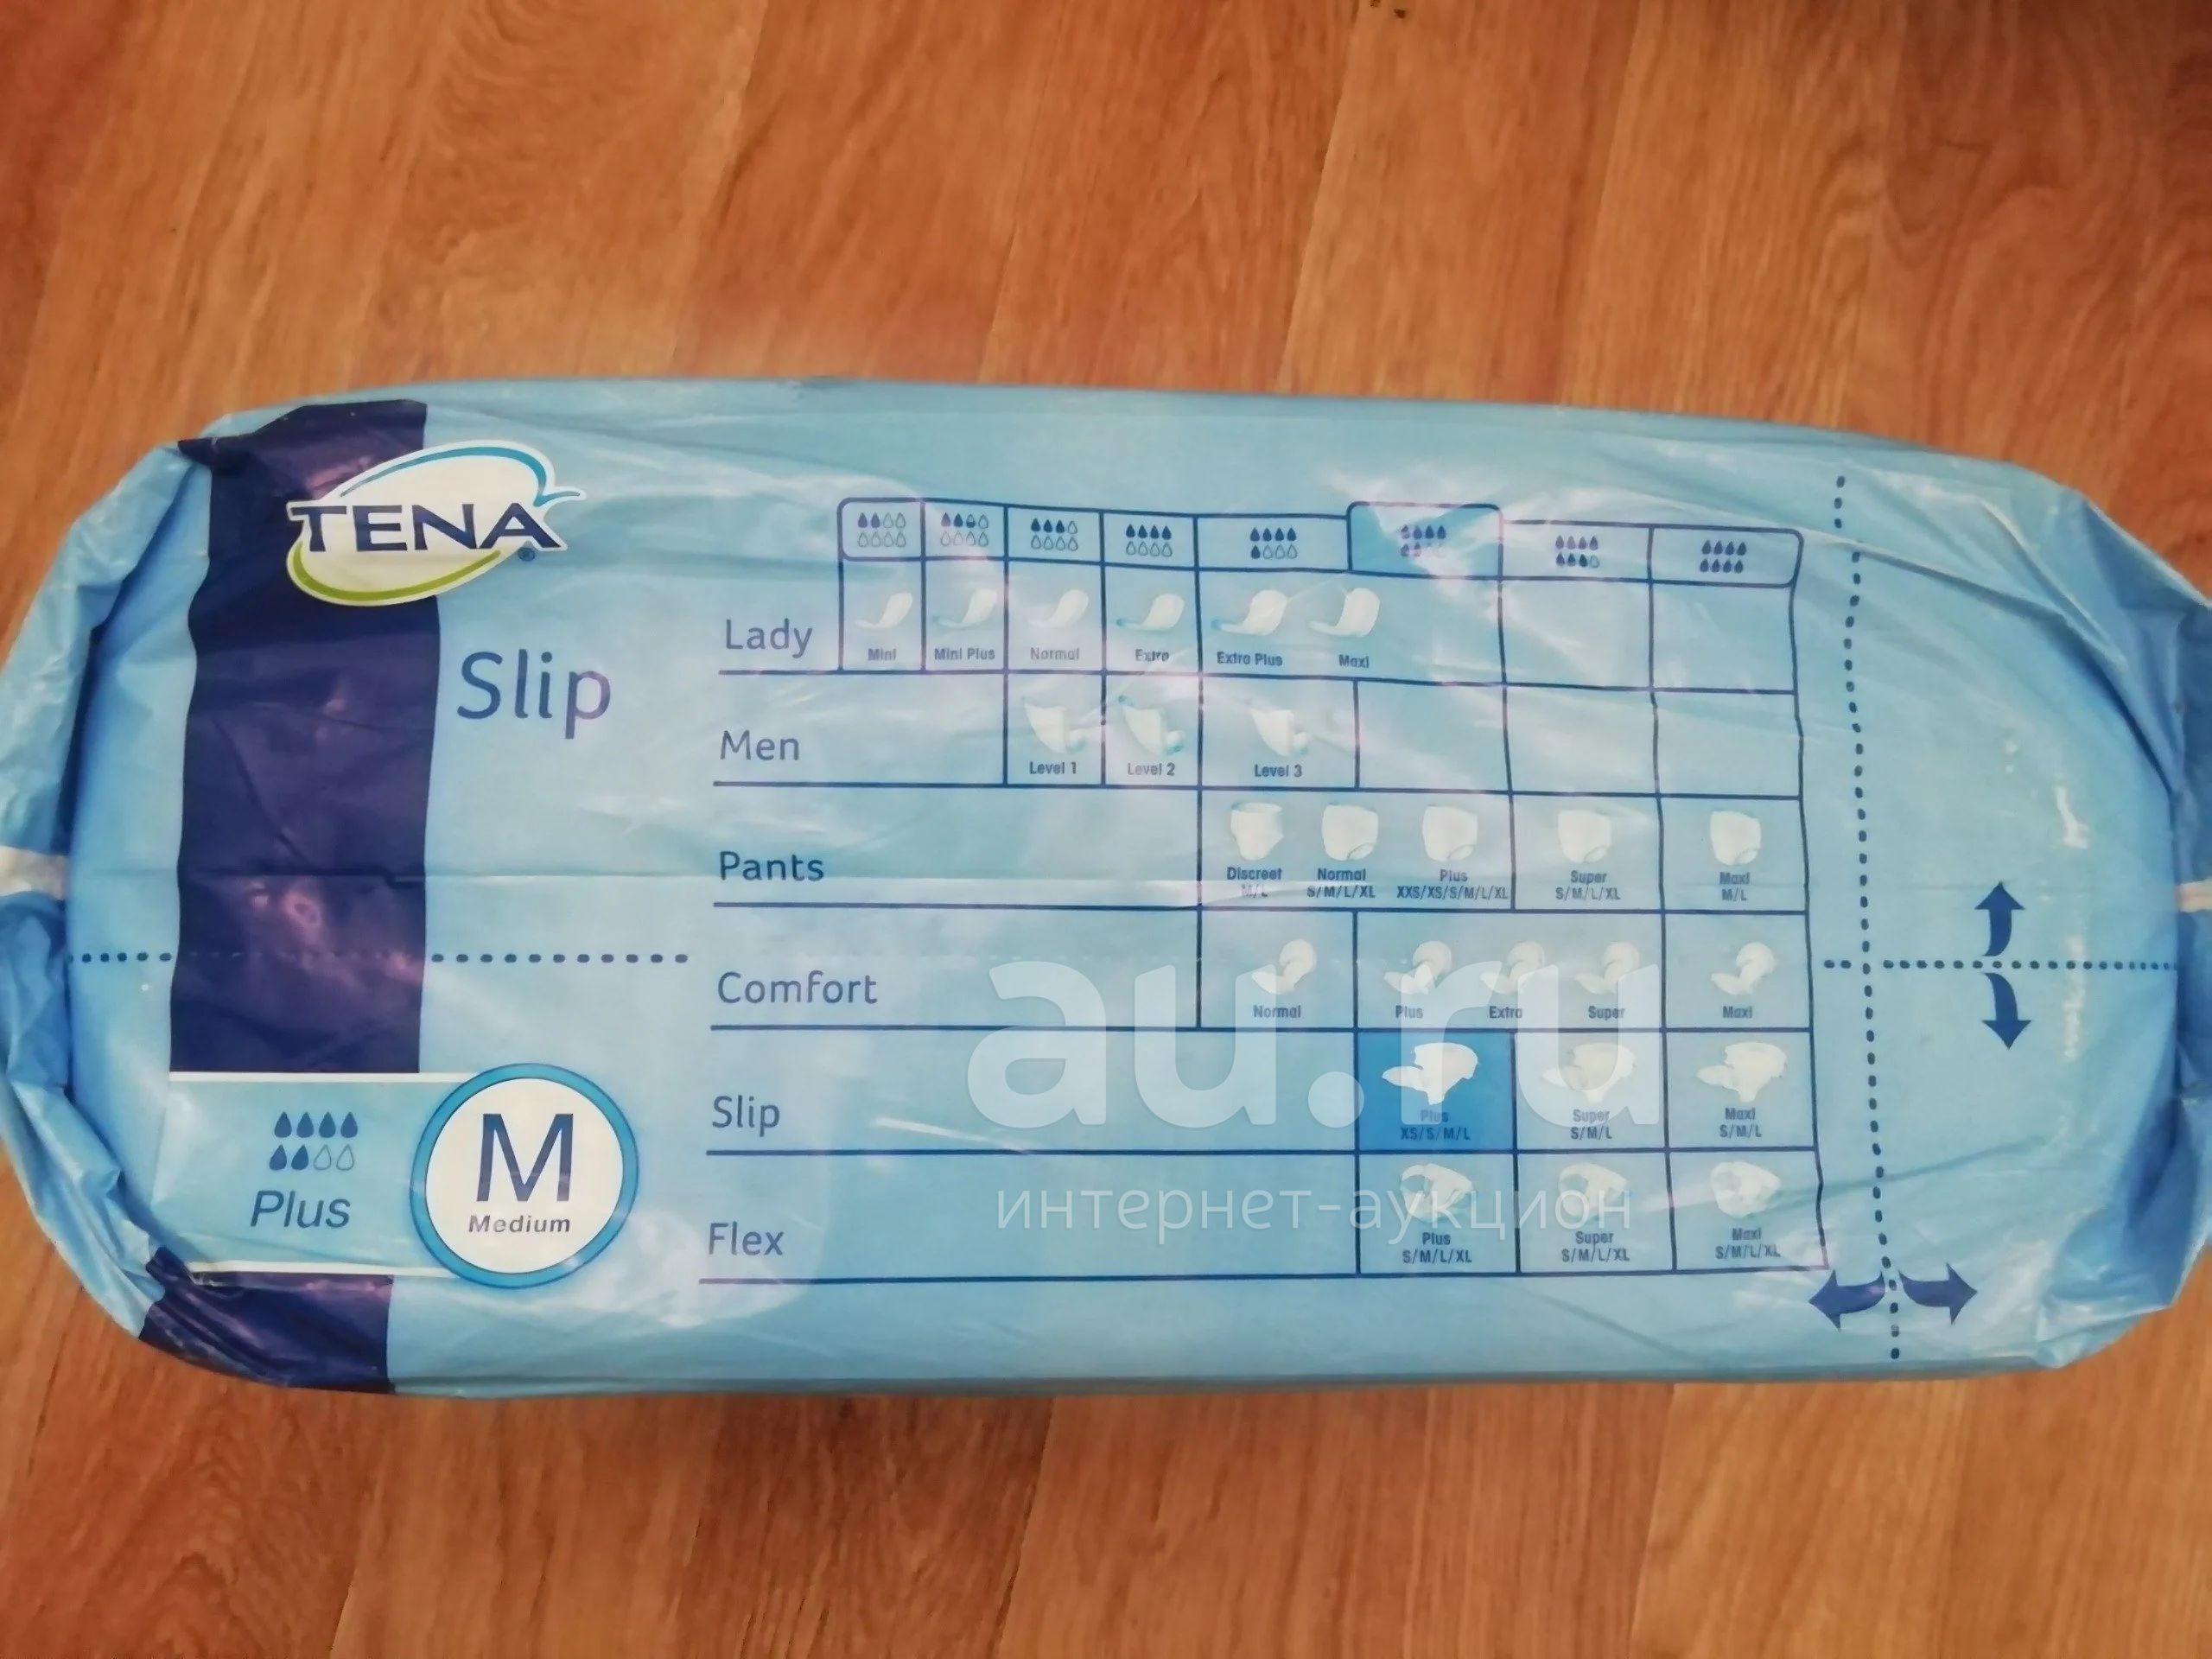 TENA®
Slip
Lady
Mini
Mini Plus
Normal
Extra
Extra Plus
Maxi
Men
Level 1
Level 2
Level 3
Pants
Discreet
M/L
Normal
S/M/L/XL
Plus
XXS/XS/S/M/L/XL
Super
S/M/L/XL
Maxi
M/L
Comfort
Normal
Plus
Extra
Super
Maxi
Slip
Plus
XS/S/M/L
Super
S/M/L
Maxi
S/M/L
Flex
Plus
S/M/L/XL
Super
S/M/L/XL
Maxi
S/M/L/XL
Plus
M
Medium
au.ru
интернет-аукцион